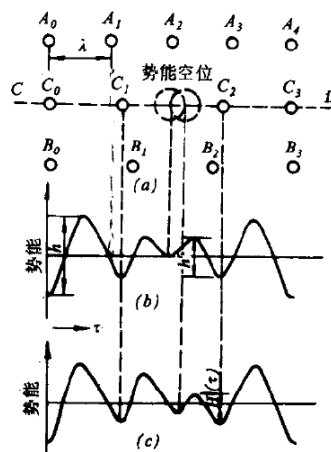 A₀ A₁ A₂ A₃ A₄
λ
势能空位
C C₀ C₁ C₂ C₃
B₀ B₁ B₂ B₃
(a)
势能 h h
τ
(b)
势能 H(τ)
(c)